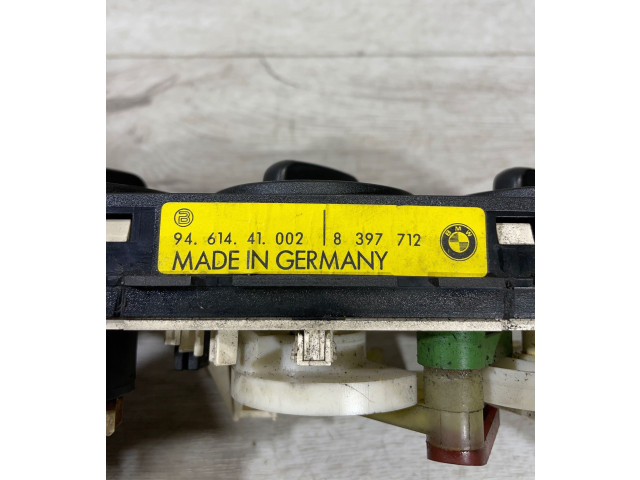 94. 614. 41. 002 | 8 397 712
BMW
MADE IN GERMANY